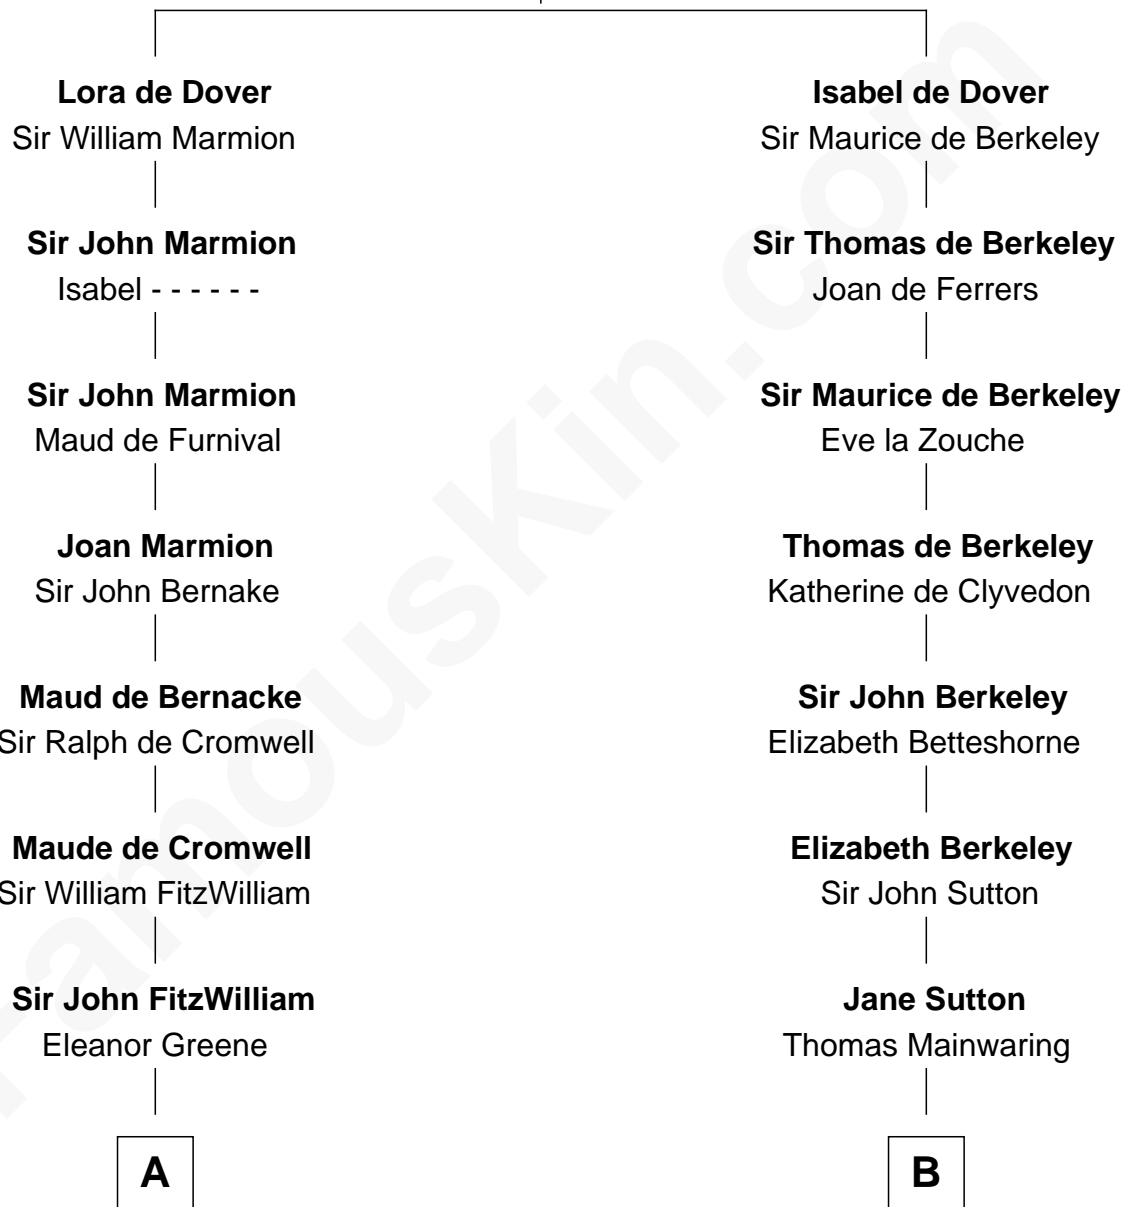 Lora de Dover
Sir William Marmion
Sir John Marmion
Isabel - - - - - -
Sir John Marmion
Maud de Furnival
Joan Marmion
Sir John Bernake
Maud de Bernacke
Sir Ralph de Cromwell
Maude de Cromwell
Sir William FitzWilliam
Sir John FitzWilliam
Eleanor Greene
A
Isabel de Dover
Sir Maurice de Berkeley
Sir Thomas de Berkeley
Joan de Ferrers
Sir Maurice de Berkeley
Eve la Zouche
Thomas de Berkeley
Katherine de Clyvedon
Sir John Berkeley
Elizabeth Betteshorne
Elizabeth Berkeley
Sir John Sutton
Jane Sutton
Thomas Mainwaring
B
FamousKin.com